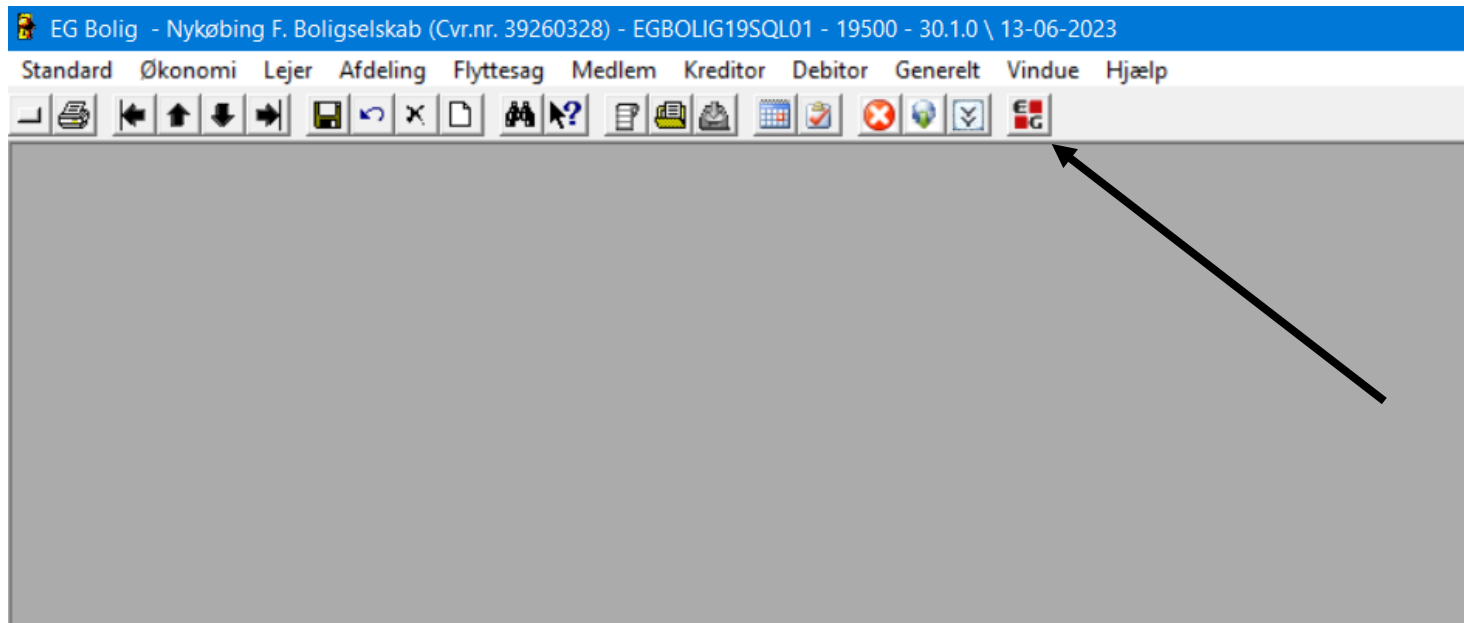 EG Bolig - Nykøbing F. Boligselskab (Cvr.nr. 39260328) - EGBOLIG19SQL01 - 19500 - 30.1.0 \ 13-06-2023
Standard Økonomi Lejer Afdeling Flyttesag Medlem Kreditor Debitor Generelt Vindue Hjælp
?
E
G